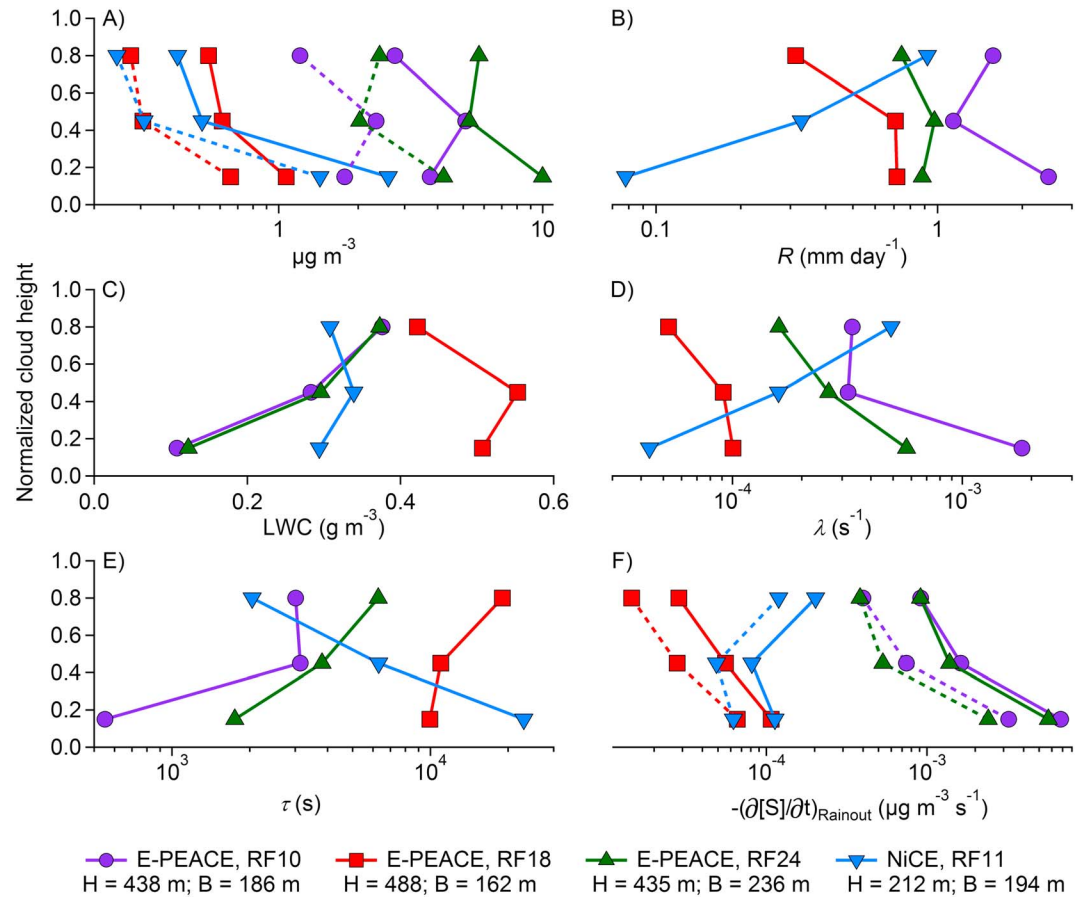 A)
1.0
0.8
0.6
0.4
0.2
0.0
1
10
µg m⁻³
B)
0.1
1
R (mm day⁻¹)
Normalized cloud height
C)
1.0
0.8
0.6
0.4
0.2
0.0
0.0
0.2
0.4
0.6
LWC (g m⁻³)
D)
10⁻⁴
10⁻³
λ (s⁻¹)
E)
1.0
0.8
0.6
0.4
0.2
0.0
10³
10⁴
τ (s)
F)
10⁻⁴
10⁻³
-(∂[S]/∂t)Rainout (µg m⁻³ s⁻¹)
E-PEACE, RF10
H = 438 m; B = 186 m
E-PEACE, RF18
H = 488 m; B = 162 m
E-PEACE, RF24
H = 435 m; B = 236 m
NiCE, RF11
H = 212 m; B = 194 m